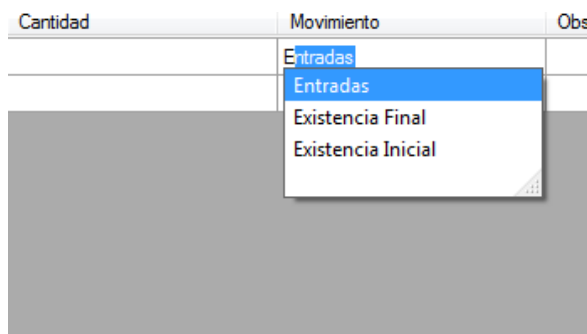 Cantidad Movimiento Obs
Entradas
Entradas
Existencia Final
Existencia Inicial